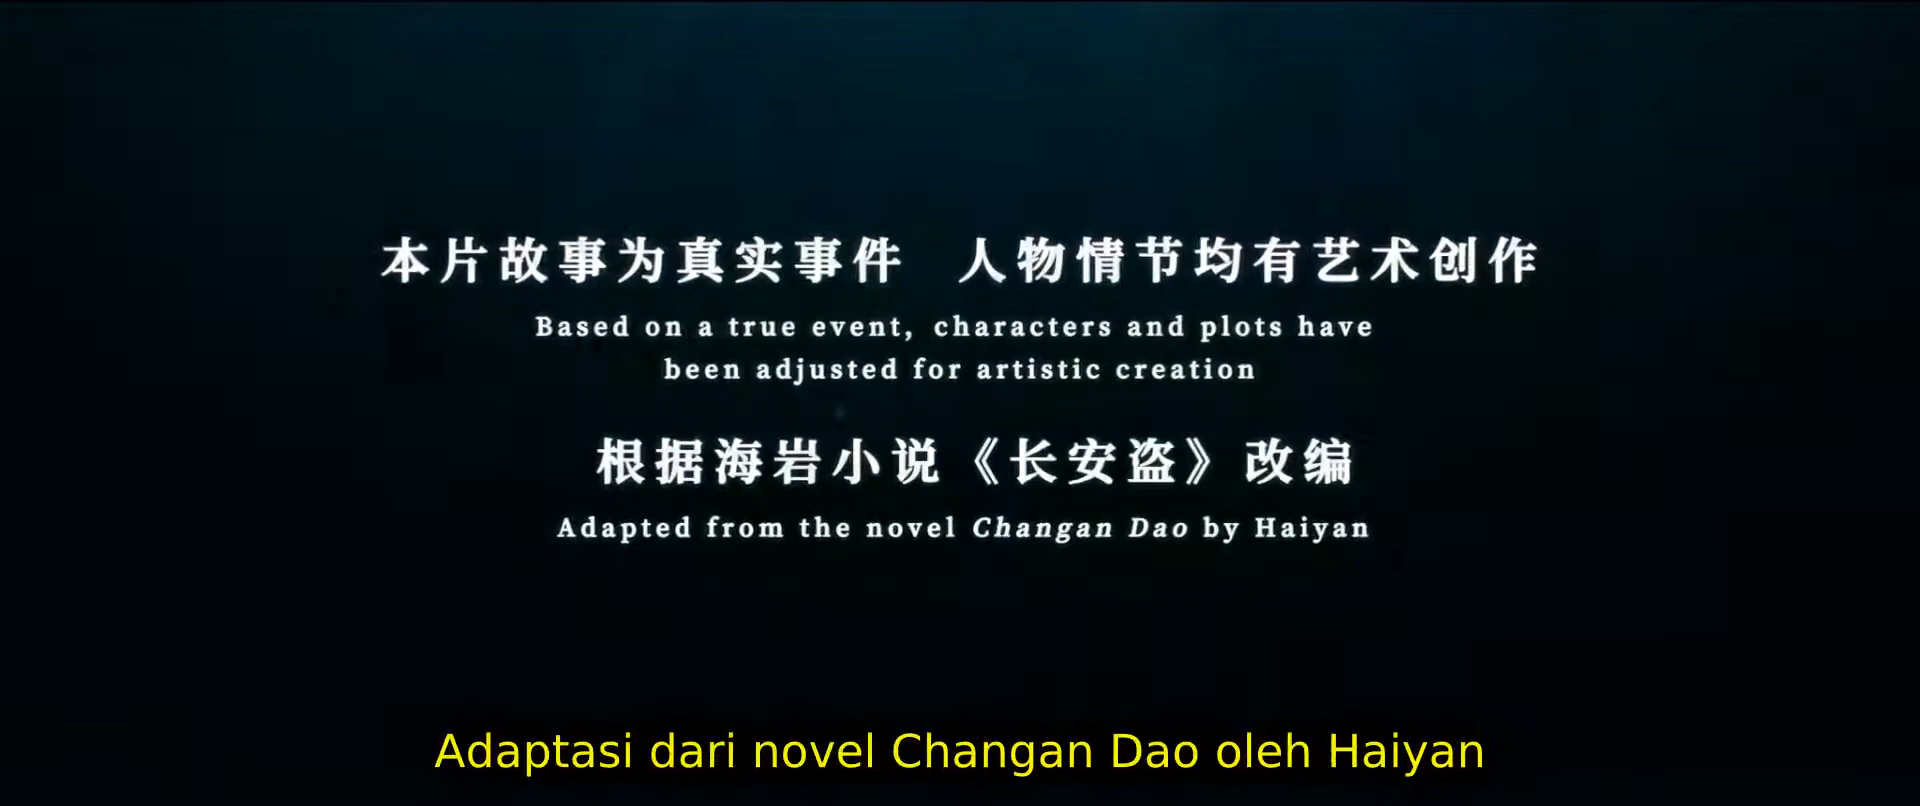 本片故事为真实事件 人物情节均有艺术创作
Based on a true event, characters and plots have
been adjusted for artistic creation
根据海岩小说《长安盗》改编
Adapted from the novel Changan Dao by Haiyan
Adaptasi dari novel Changan Dao oleh Haiyan